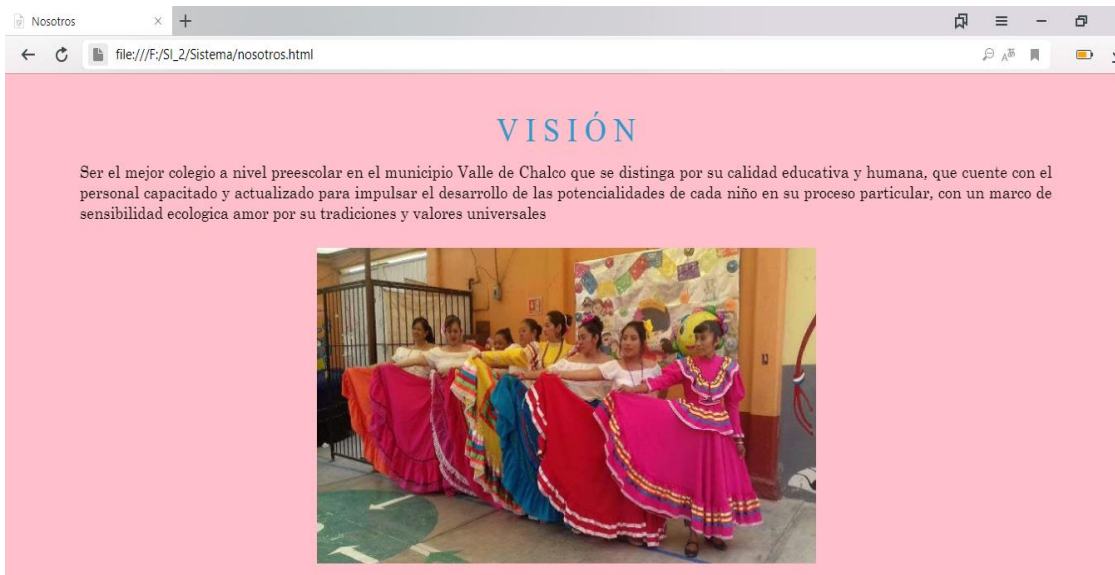 Nosotros
file:///F:/SI_2/Sistema/nosotros.html
VISIÓN
Ser el mejor colegio a nivel preescolar en el municipio Valle de Chalco que se distinga por su calidad educativa y humana, que cuente con el
personal capacitado y actualizado para impulsar el desarrollo de las potencialidades de cada niño en su proceso particular, con un marco de
sensibilidad ecologica amor por su tradiciones y valores universales